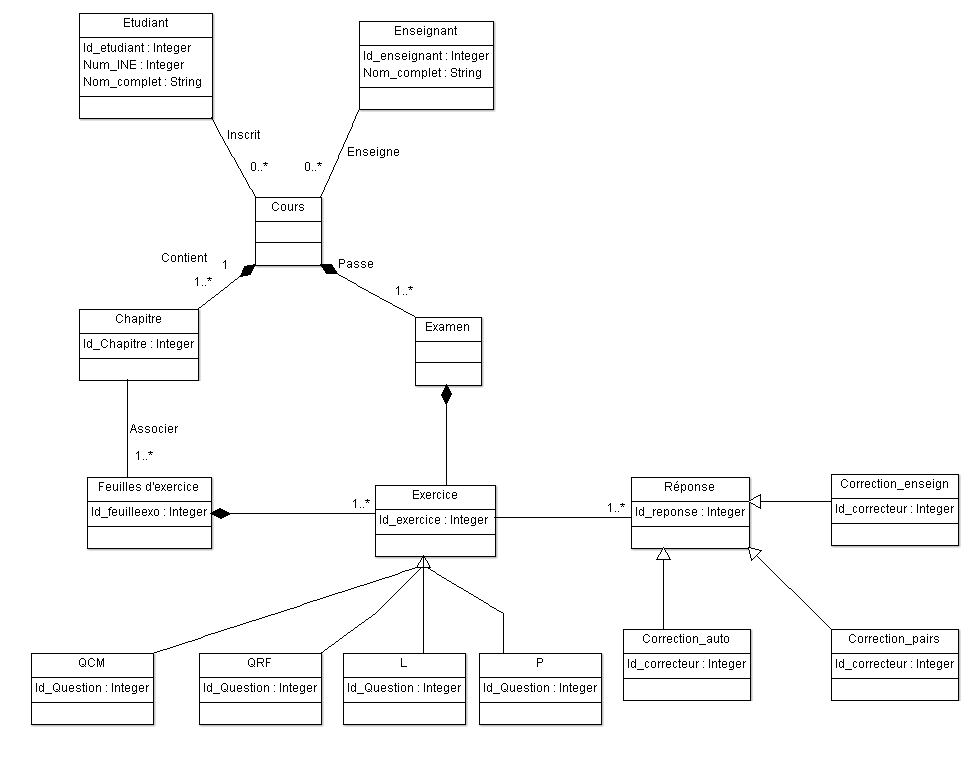 Etudiant
Id_etudiant : Integer
Num_INE : Integer
Nom_complet : String
Enseignant
Id_enseignant : Integer
Nom_complet : String
Inscrit
0..*
0..*
Enseigne
Cours
Contient
1
1..*
Passe
1..*
Chapitre
Id_Chapitre : Integer
Examen
Associer
1..*
Feuilles d'exercice
Id_feuilleexo : Integer
1..*
Exercice
Id_exercice : Integer
1..*
Réponse
Id_reponse : Integer
Correction_enseign
Id_correcteur : Integer
QCM
Id_Question : Integer
QRF
Id_Question : Integer
L
Id_Question : Integer
P
Id_Question : Integer
Correction_auto
Id_correcteur : Integer
Correction_pairs
Id_correcteur : Integer